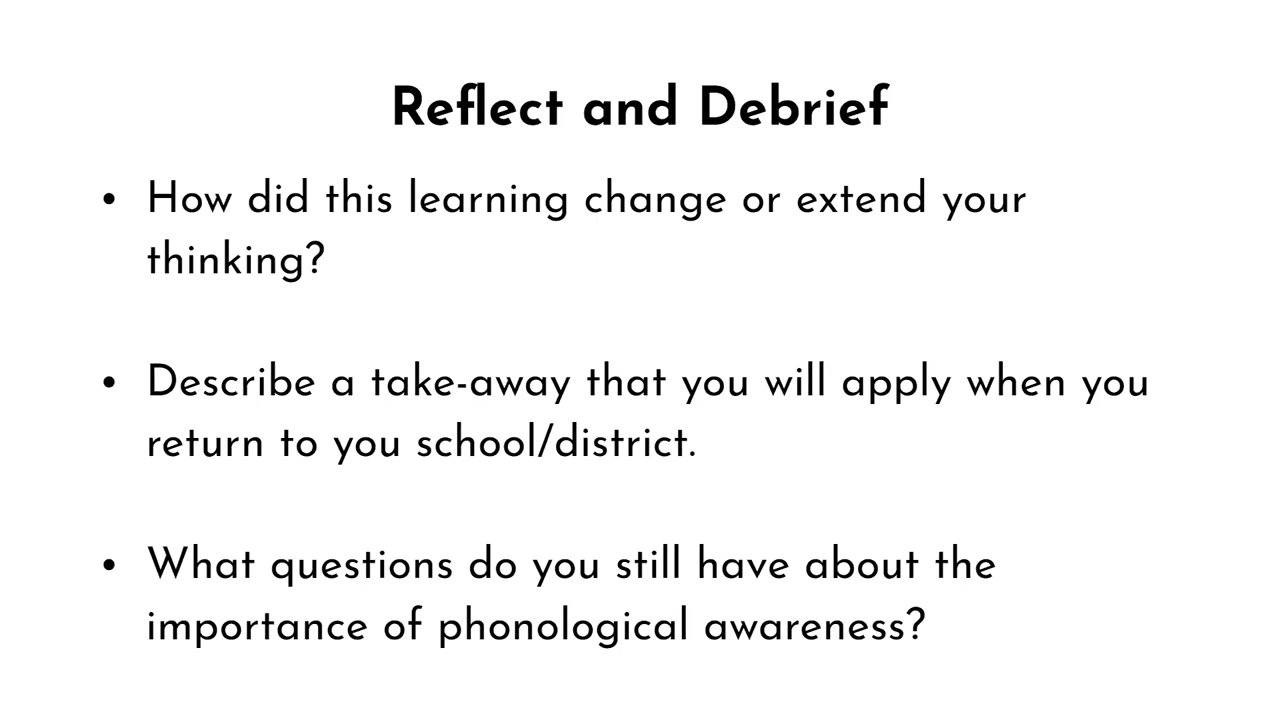 Reflect and Debrief
• How did this learning change or extend your
thinking?
• Describe a take-away that you will apply when you
return to you school/district.
• What questions do you still have about the
importance of phonological awareness?